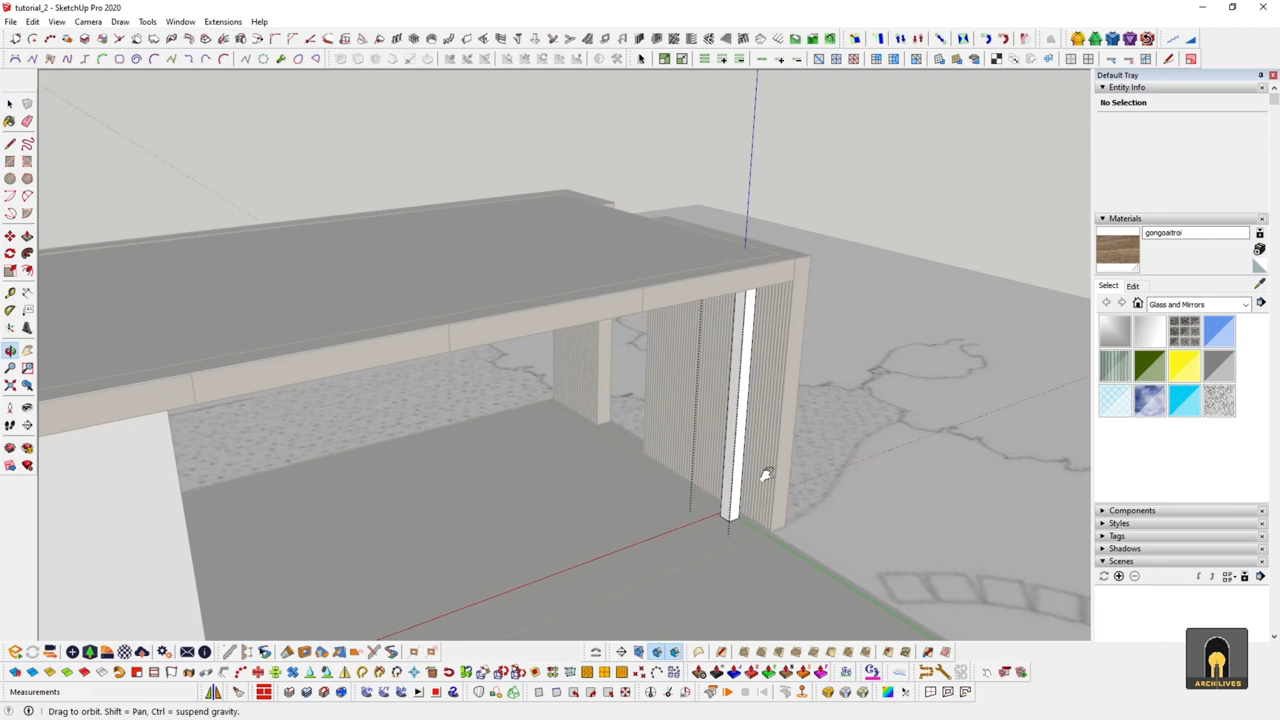 tutorial_2 - SketchUp Pro 2020
File Edit View Camera Draw Tools Window Extensions Help
Default Tray
Entity Info
No Selection
Materials
gongoaitroi
Select Edit
Glass and Mirrors
Components
Styles
Tags
Shadows
Scenes
ARCHLIVES
Measurements
Drag to orbit. Shift = Pan, Ctrl = suspend gravity.